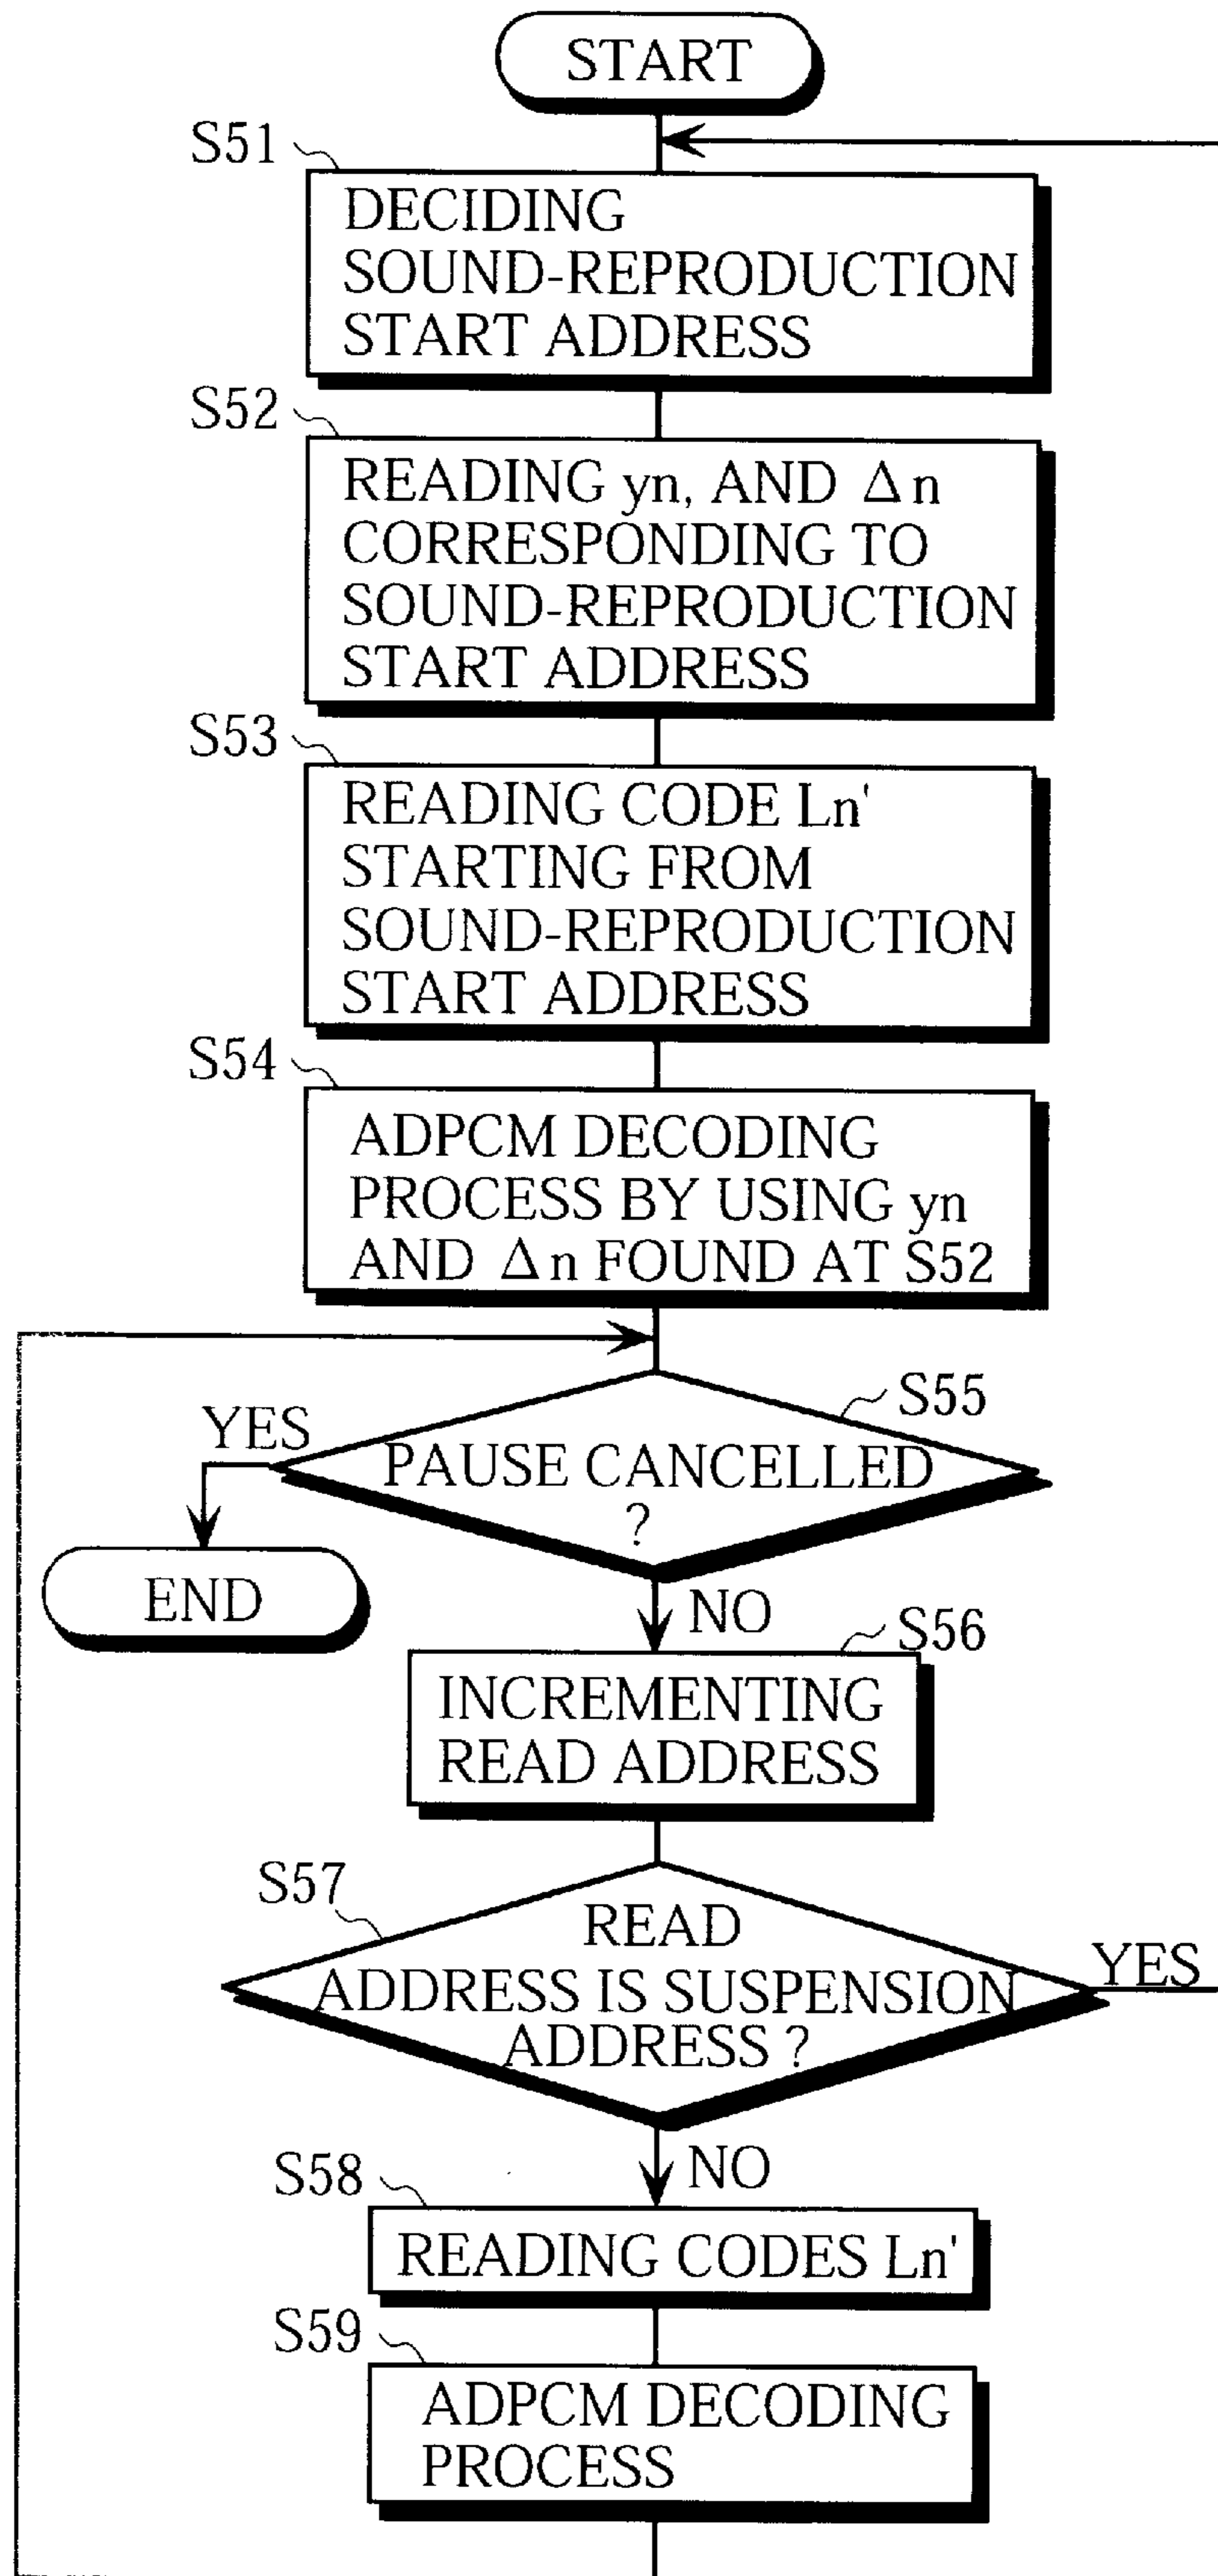 START
S51
DECIDING
SOUND-REPRODUCTION
START ADDRESS
S52
READING yn, AND Δn
CORRESPONDING TO
SOUND-REPRODUCTION
START ADDRESS
S53
READING CODE Ln'
STARTING FROM
SOUND-REPRODUCTION
START ADDRESS
S54
ADPCM DECODING
PROCESS BY USING yn
AND Δn FOUND AT S52
S55
YES
PAUSE CANCELLED
?
END
NO
S56
INCREMENTING
READ ADDRESS
S57
READ
ADDRESS IS SUSPENSION
ADDRESS ?
YES
NO
S58
READING CODES Ln'
S59
ADPCM DECODING
PROCESS